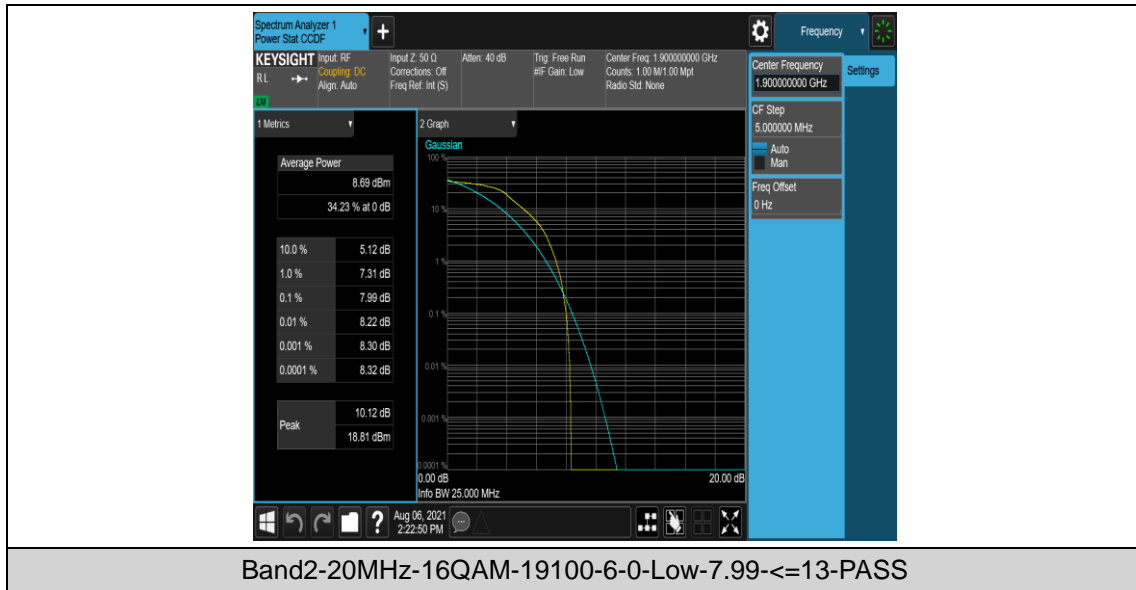 Spectrum Analyzer 1
Power Stat CCDF
+
Frequency
KEYSIGHT
RL
LXI
Input: RF
Coupling: DC
Align: Auto
Input Z: 50 Ω
Corrections: Off
Freq Ref: Int (S)
Atten: 40 dB
Trig: Free Run
#IF Gain: Low
Center Freq: 1.900000000 GHz
Counts: 1.00 M/1.00 Mpt
Radio Std: None
Center Frequency
1.900000000 GHz
Settings
CF Step
5.000000 MHz
Auto
Man
Freq Offset
0 Hz
1 Metrics
Average Power
8.69 dBm
34.23 % at 0 dB
10.0 % 5.12 dB
1.0 % 7.31 dB
0.1 % 7.99 dB
0.01 % 8.22 dB
0.001 % 8.30 dB
0.0001 % 8.32 dB
Peak
10.12 dB
18.81 dBm
2 Graph
Gaussian
100 %
10 %
1 %
0.1 %
0.01 %
0.001 %
0.0001 %
0.00 dB 20.00 dB
Info BW 25.000 MHz
?
Aug 06, 2021
2:22:50 PM
Band2-20MHz-16QAM-19100-6-0-Low-7.99-<=13-PASS